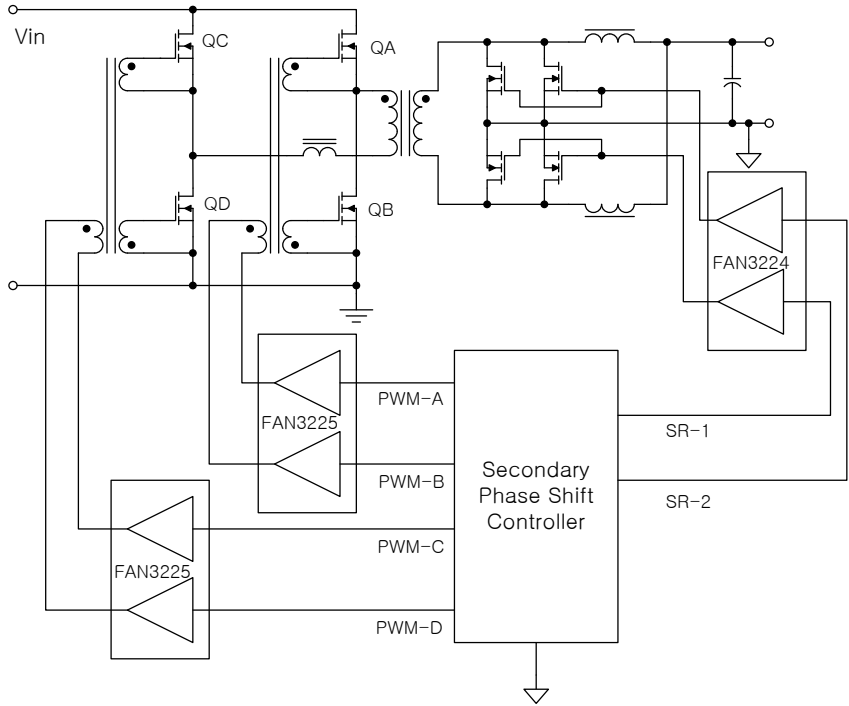 Vin
QC
QA
QD
QB
FAN3224
PWM-A
FAN3225
SR-1
PWM-B
Secondary
Phase Shift
Controller
SR-2
PWM-C
FAN3225
PWM-D